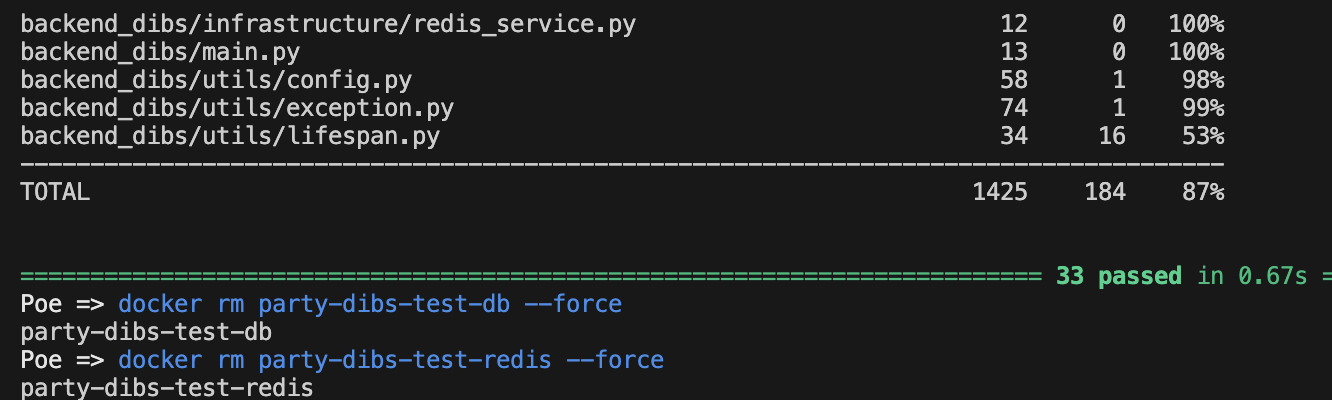 backend_dibs/infrastructure/redis_service.py 12 0 100%
backend_dibs/main.py 13 0 100%
backend_dibs/utils/config.py 58 1 98%
backend_dibs/utils/exception.py 74 1 99%
backend_dibs/utils/lifespan.py 34 16 53%
--------------------------------------------------------------------------------------
TOTAL 1425 184 87%
========================================================================= 33 passed in 0.67s =
Poe => docker rm party-dibs-test-db --force
party-dibs-test-db
Poe => docker rm party-dibs-test-redis --force
party-dibs-test-redis